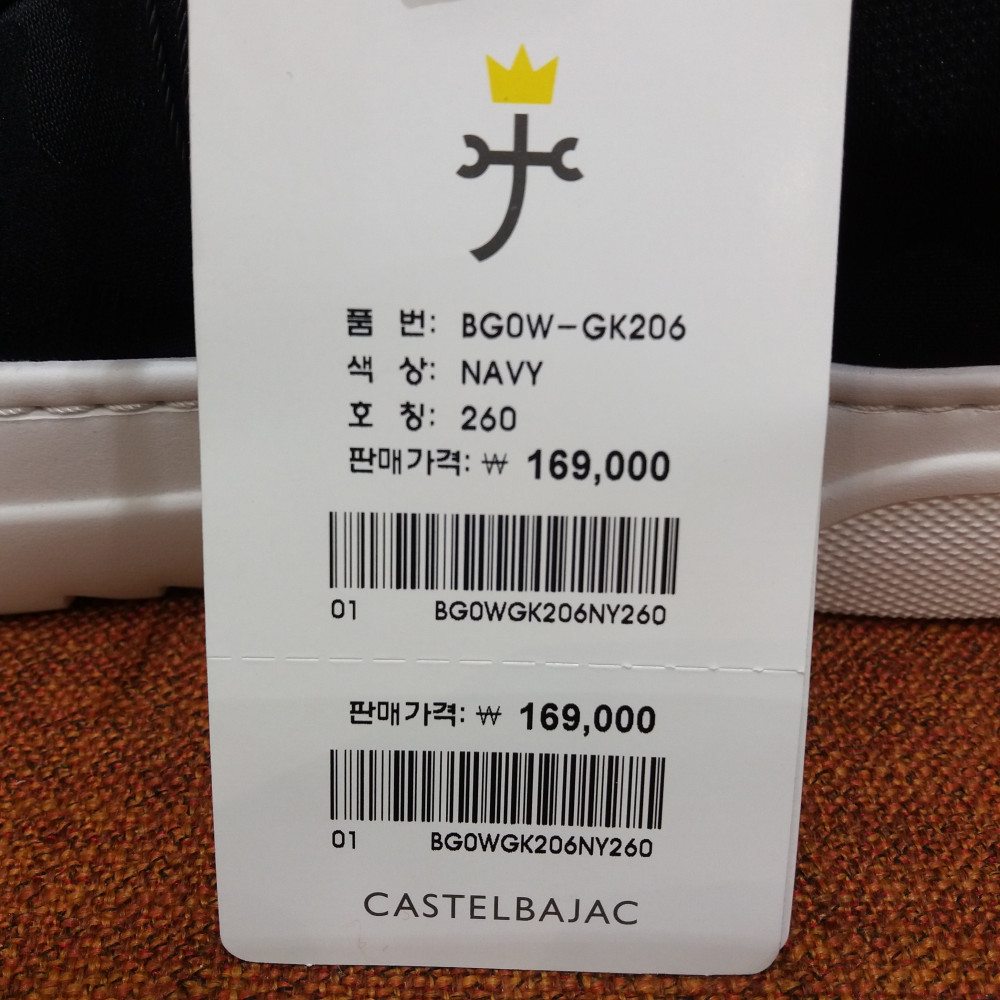 품 번: BG0W-GK206
색 상: NAVY
호 칭: 260
판매가격: ₩ 169,000
01 BG0WGK206NY260
판매가격: ₩ 169,000
01 BG0WGK206NY260
CASTELBAJAC